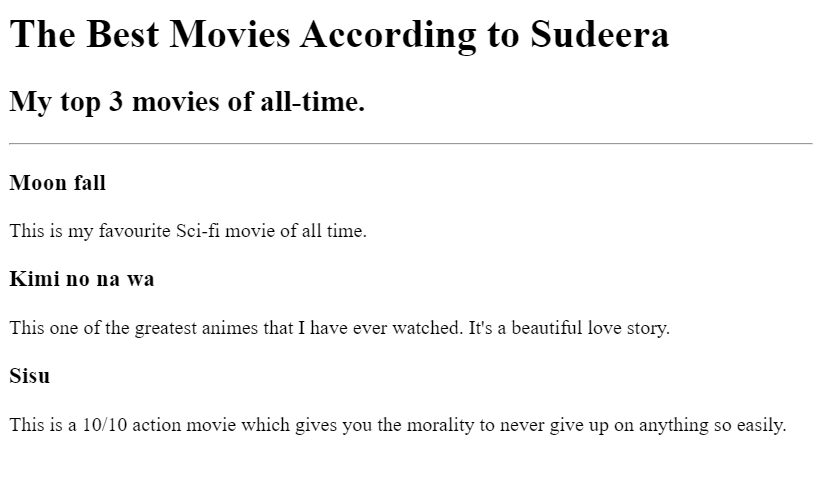 The Best Movies According to Sudeera
My top 3 movies of all-time.
Moon fall
This is my favourite Sci-fi movie of all time.
Kimi no na wa
This one of the greatest animes that I have ever watched. It's a beautiful love story.
Sisu
This is a 10/10 action movie which gives you the morality to never give up on anything so easily.